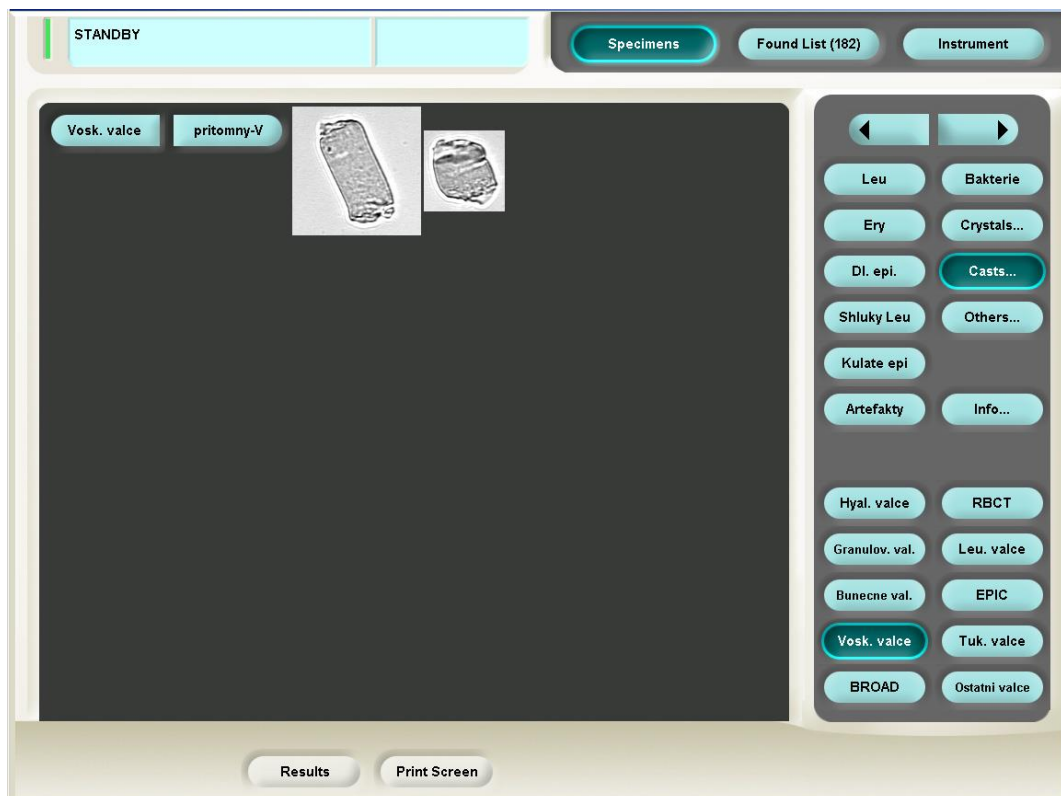 STANDBY
Specimens
Found List (182)
Instrument
Vosk. valce
pritomny-V
Leu
Bakterie
Ery
Crystals...
Dl. epi.
Casts...
Shluky Leu
Others...
Kulate epi
Artefakty
Info...
Hyal. valce
RBCT
Granulov. val.
Leu. valce
Bunecne val.
EPIC
Vosk. valce
Tuk. valce
BROAD
Ostatni valce
Results
Print Screen